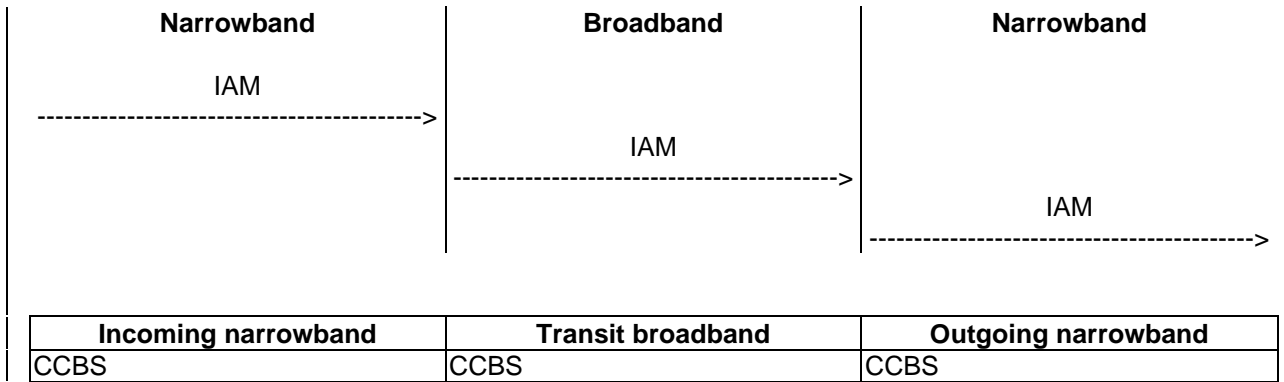 Narrowband Broadband Narrowband
IAM
----------------------------------------->
IAM
----------------------------------------->
IAM
----------------------------------------->
Incoming narrowband Transit broadband Outgoing narrowband
CCBS CCBS CCBS